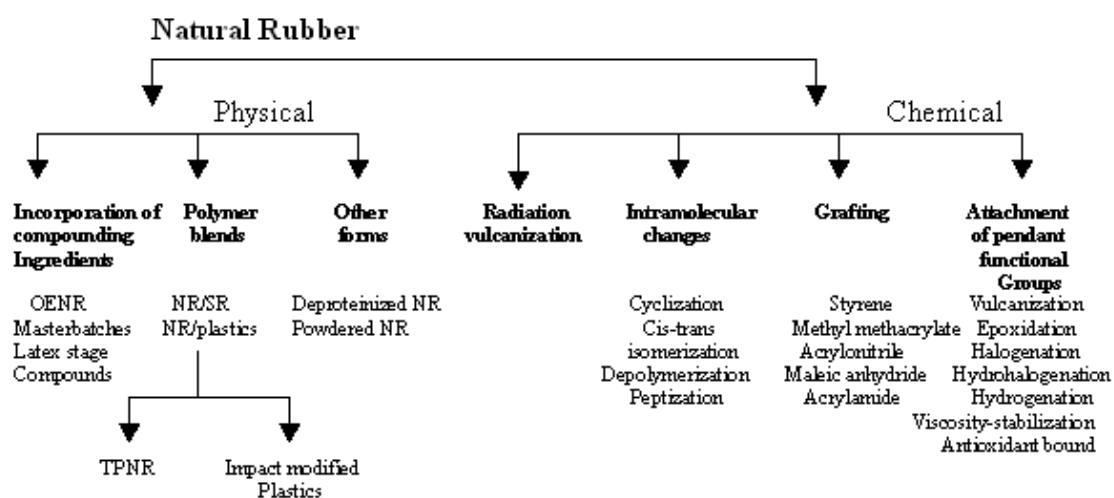 Natural Rubber
Physical
Chemical
Incorporation of
compounding
Ingredients
Polymer
blends
Other
forms
Radiation
vulcanization
Intramolecular
changes
Grafting
Attachment
of pendant
functional
Groups
OENR
Masterbatches
Latex stage
Compounds
NR/SR
NR/plastics
Deproteinized NR
Powdered NR
Cyclization
Cis-trans
isomerization
Depolymerization
Peptization
Styrene
Methyl methacrylate
Acrylonitrile
Maleic anhydride
Acrylamide
Vulcanization
Epoxidation
Halogenation
Hydrohalogenation
Hydrogenation
Viscosity-stabilization
Antioxidant bound
TPNR
Impact modified
Plastics